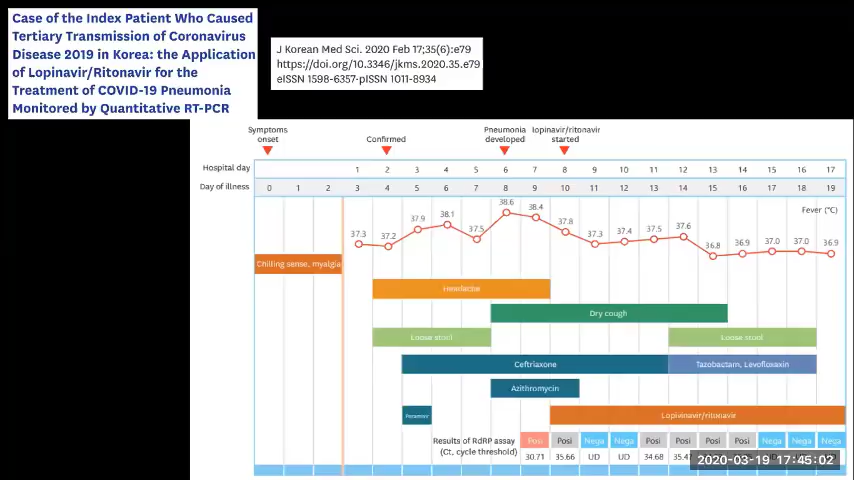 Case of the Index Patient Who Caused
Tertiary Transmission of Coronavirus
Disease 2019 in Korea: the Application
of Lopinavir/Ritonavir for the
Treatment of COVID-19 Pneumonia
Monitored by Quantitative RT-PCR
J Korean Med Sci. 2020 Feb 17;35(6):e79
https://doi.org/10.3346/jkms.2020.35.e79
eISSN 1598-6357·pISSN 1011-8934
Symptoms onset
Confirmed
Pneumonia developed
lopinavir/ritonavir started
Hospital day 1 2 3 4 5 6 7 8 9 10 11 12 13 14 15 16 17
Day of illness 0 1 2 3 4 5 6 7 8 9 10 11 12 13 14 15 16 17 18 19
Fever (°C)
37.3 37.2 37.9 38.1 37.5 38.6 38.4 37.8 37.3 37.4 37.5 37.6 36.8 36.9 37.0 37.0 36.9
Chilling sense, myalgia
Headache
Dry cough
Loose stool Loose stool
Ceftriaxone Tazobactam, Levofloxaxin
Azithromycin
Lopivinavir/ritonavir
Results of RdRP assay Posi Posi Nega Nega Posi Posi Posi Posi Nega Nega Nega
(Ct, cycle threshold) 30.71 35.66 UD UD 34.68 35.47
2020-03-19 17:45:02